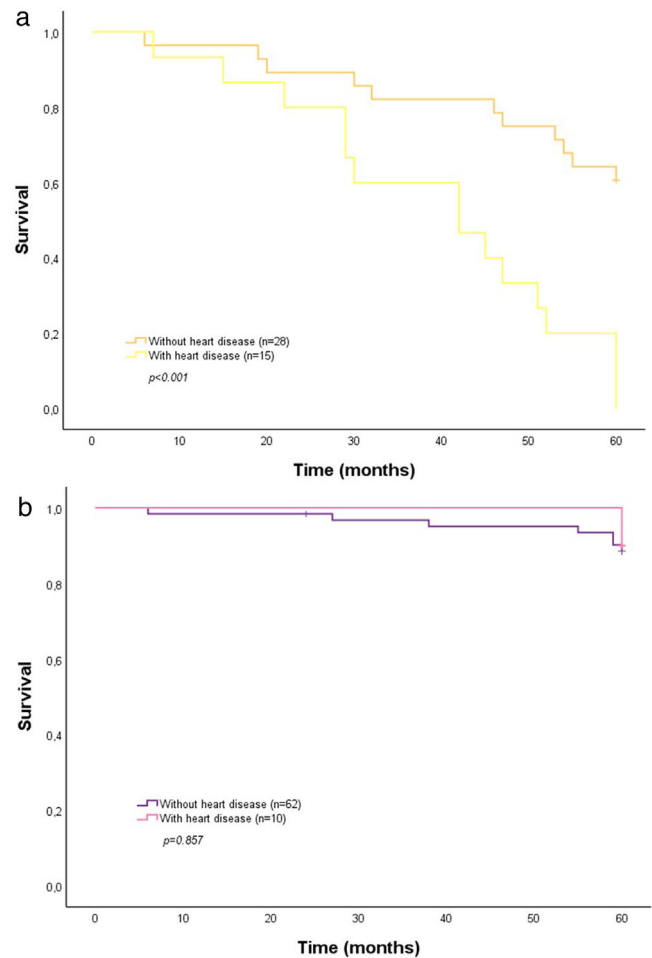 a
1,0
0,8
0,6
0,4
0,2
0,0
Survival
Without heart disease (n=28)
With heart disease (n=15)
p<0.001
0 10 20 30 40 50 60
Time (months)
b
1,0
0,8
0,6
0,4
0,2
0,0
Survival
Without heart disease (n=62)
With heart disease (n=10)
p=0.857
0 10 20 30 40 50 60
Time (months)